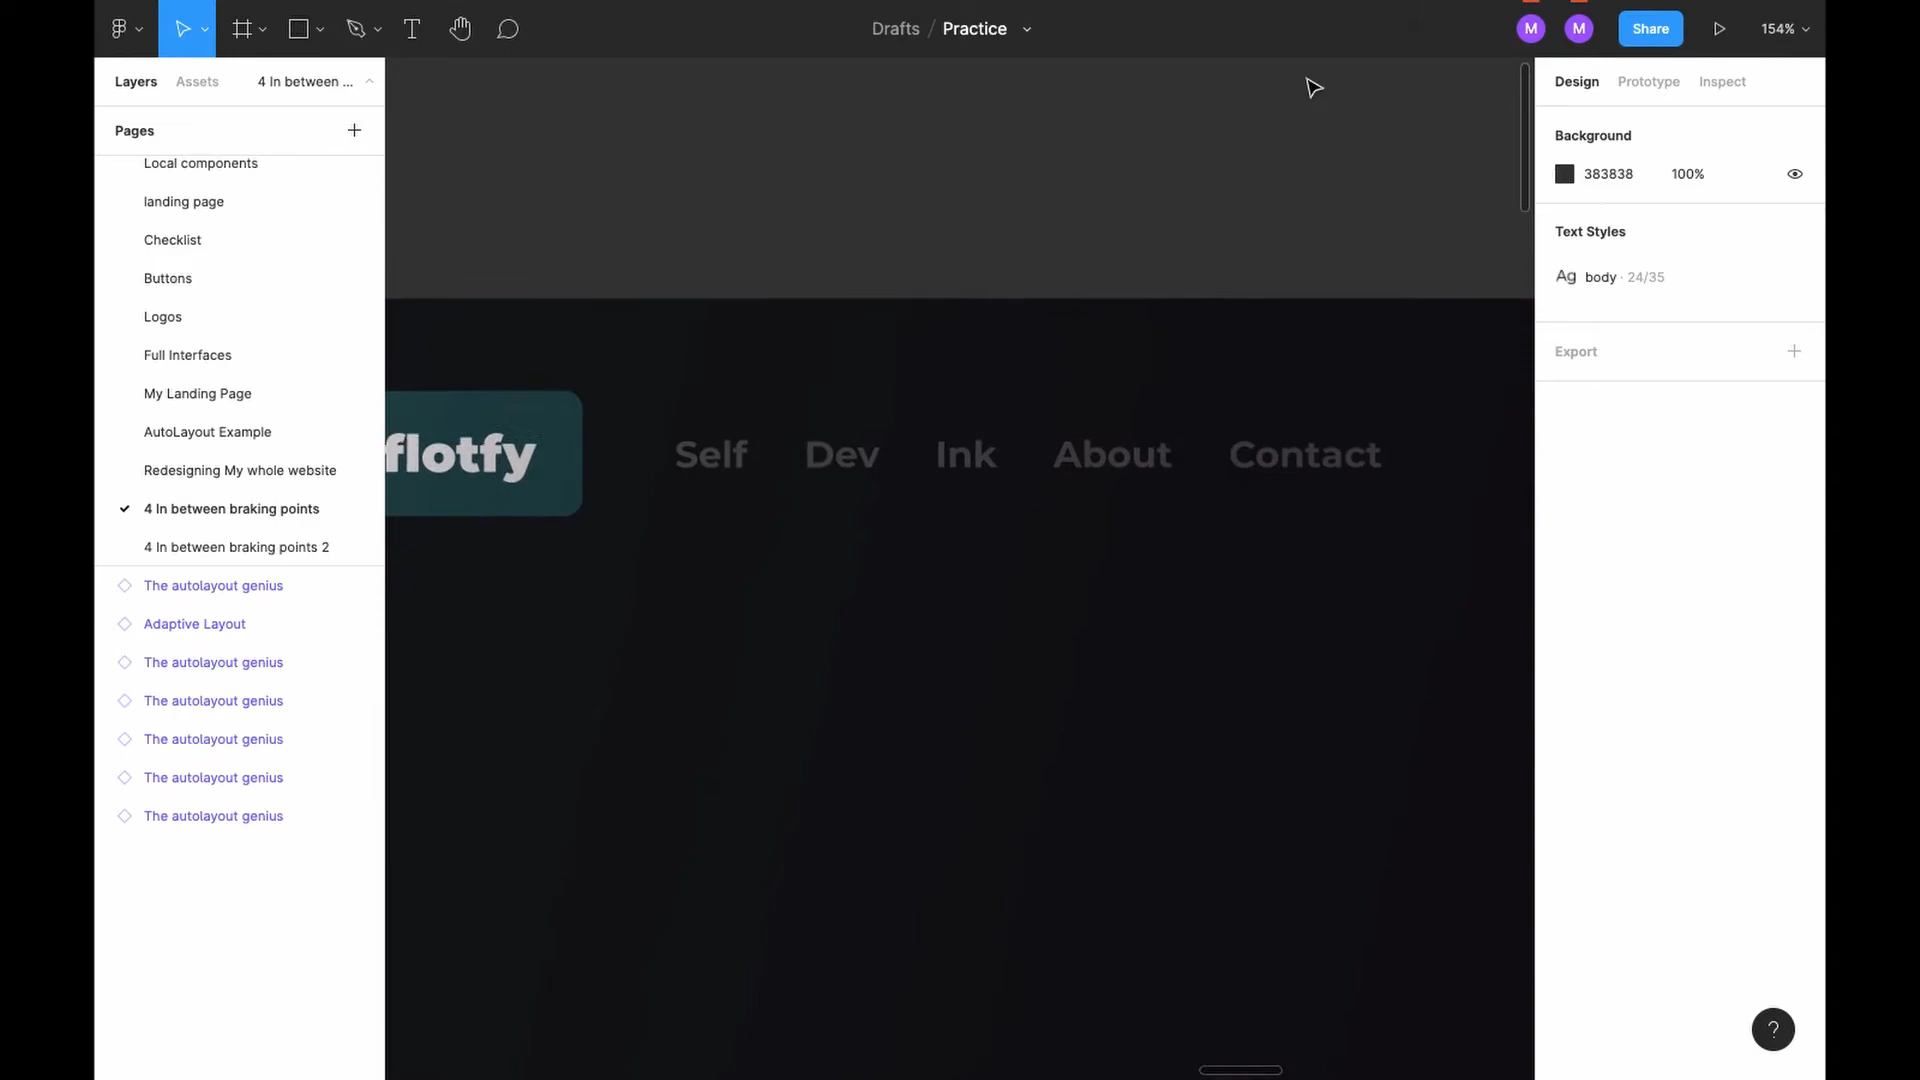 Drafts / Practice
M
M
Share
154%
Layers
Assets
4 In between ...
Pages
Local components
landing page
Checklist
Buttons
Logos
Full Interfaces
My Landing Page
AutoLayout Example
Redesigning My whole website
4 In between braking points
4 In between braking points 2
The autolayout genius
Adaptive Layout
The autolayout genius
The autolayout genius
The autolayout genius
The autolayout genius
The autolayout genius
flotfy
Self
Dev
Ink
About
Contact
Design
Prototype
Inspect
Background
383838
100%
Text Styles
Ag body · 24/35
Export
?